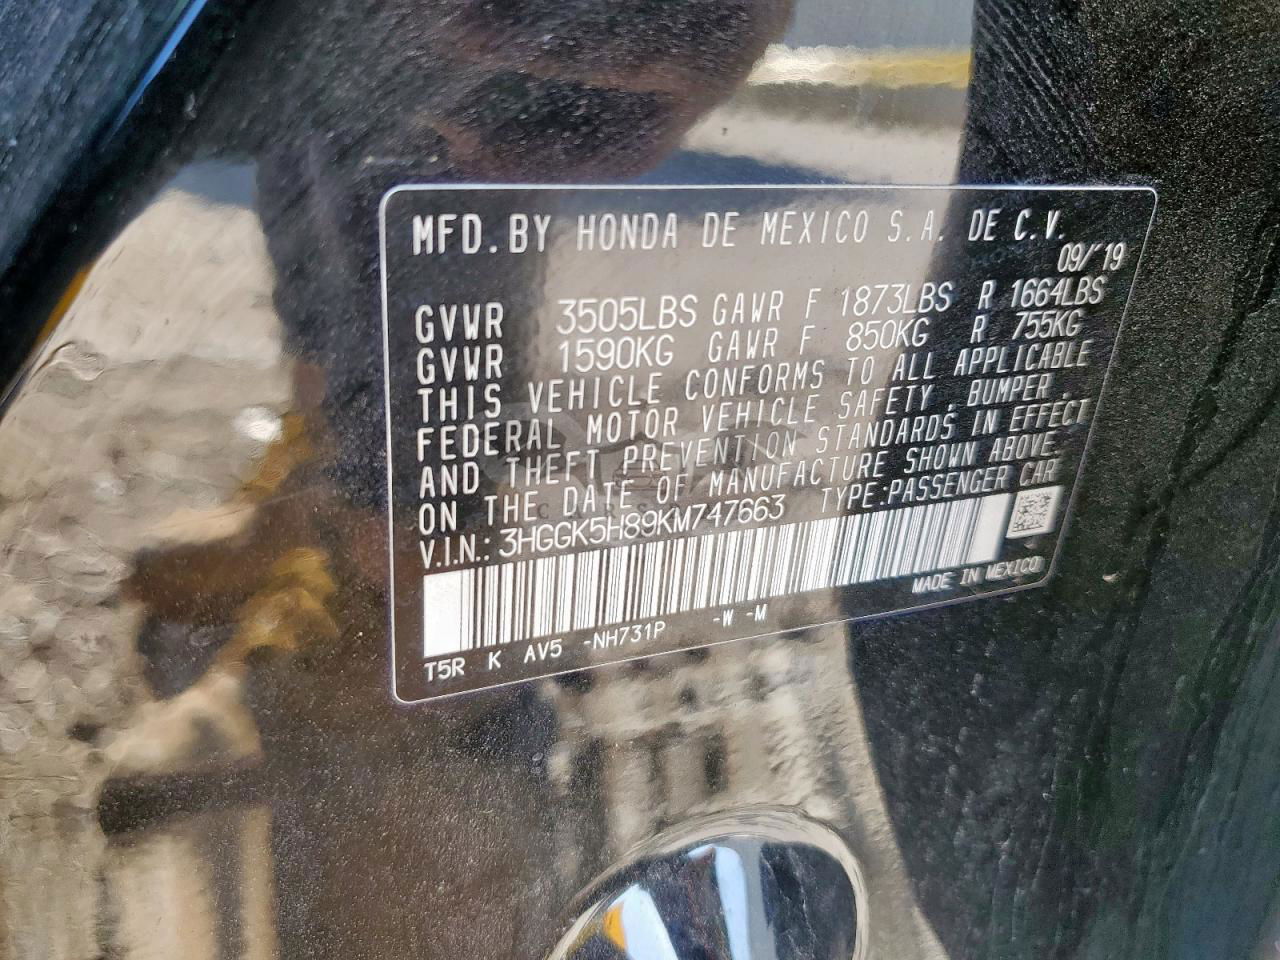 MFD. BY HONDA DE MEXICO S.A. DE C.V.
09/'19
GVWR 3505LBS GAWR F 1873LBS R 1664LBS
GVWR 1590KG GAWR F 850KG R 755KG
THIS VEHICLE CONFORMS TO ALL APPLICABLE
FEDERAL MOTOR VEHICLE SAFETY, BUMPER,
AND THEFT PREVENTION STANDARDS IN EFFECT
ON THE DATE OF MANUFACTURE SHOWN ABOVE.
V.I.N.: 3HGGK5H89KM747663 TYPE:PASSENGER CAR
MADE IN MEXICO
T5R K AV5 -NH731P -W -M